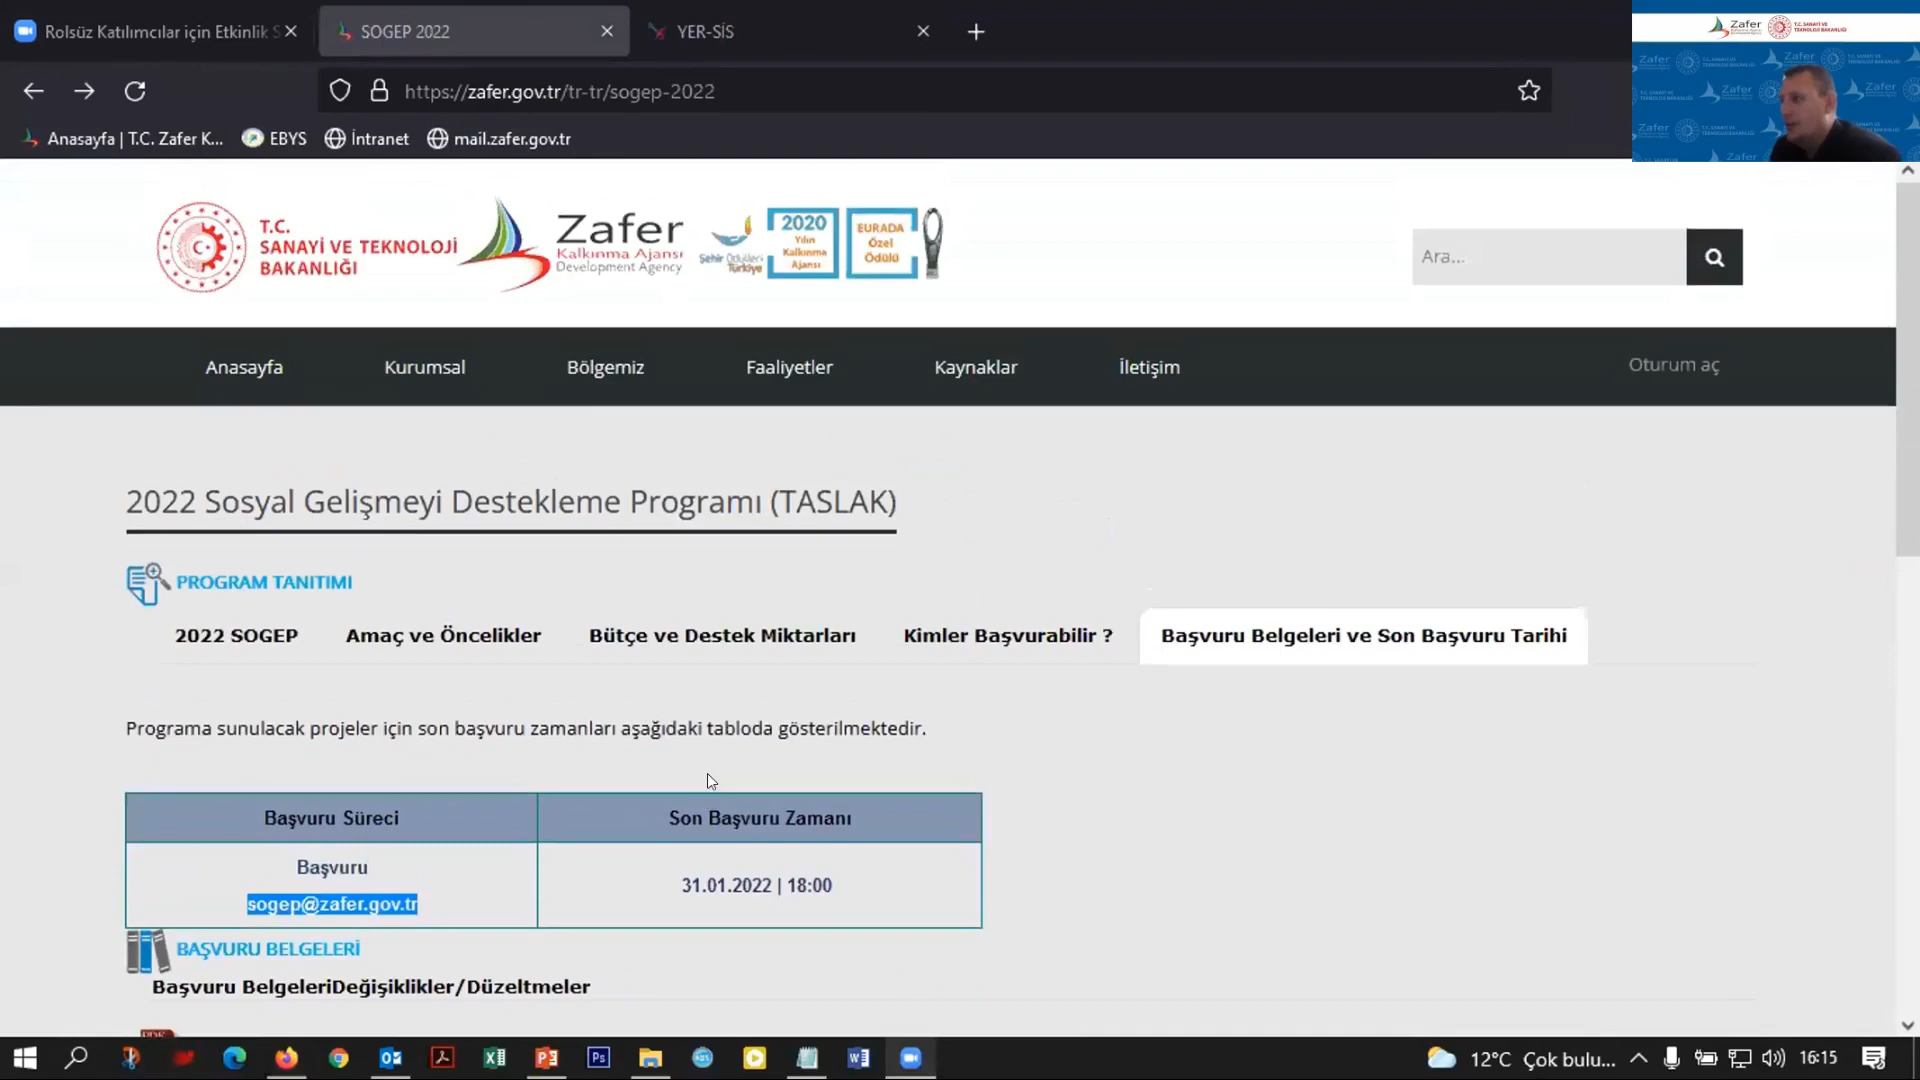 Rolsüz Katılımcılar için Etkinlik S
SOGEP 2022
YER-SİS
https://zafer.gov.tr/tr-tr/sogep-2022
Anasayfa | T.C. Zafer K...
EBYS
İntranet
mail.zafer.gov.tr
Zafer
T.C. SANAYİ VE
TEKNOLOJİ BAKANLIĞI
T.C.
SANAYİ VE TEKNOLOJİ
BAKANLIĞI
Zafer
Kalkınma Ajansı
Development Agency
Şehir Ödülleri
Türkiye
2020
Yılın
Kalkınma
Ajansı
EURADA
Özel
Ödülü
Ara...
Anasayfa
Kurumsal
Bölgemiz
Faaliyetler
Kaynaklar
İletişim
Oturum aç
2022 Sosyal Gelişmeyi Destekleme Programı (TASLAK)
PROGRAM TANITIMI
2022 SOGEP
Amaç ve Öncelikler
Bütçe ve Destek Miktarları
Kimler Başvurabilir ?
Başvuru Belgeleri ve Son Başvuru Tarihi
Programa sunulacak projeler için son başvuru zamanları aşağıdaki tabloda gösterilmektedir.
Başvuru Süreci
Son Başvuru Zamanı
Başvuru
sogep@zafer.gov.tr
31.01.2022 | 18:00
BAŞVURU BELGELERİ
Başvuru BelgeleriDeğişiklikler/Düzeltmeler
12°C Çok bulu...
16:15